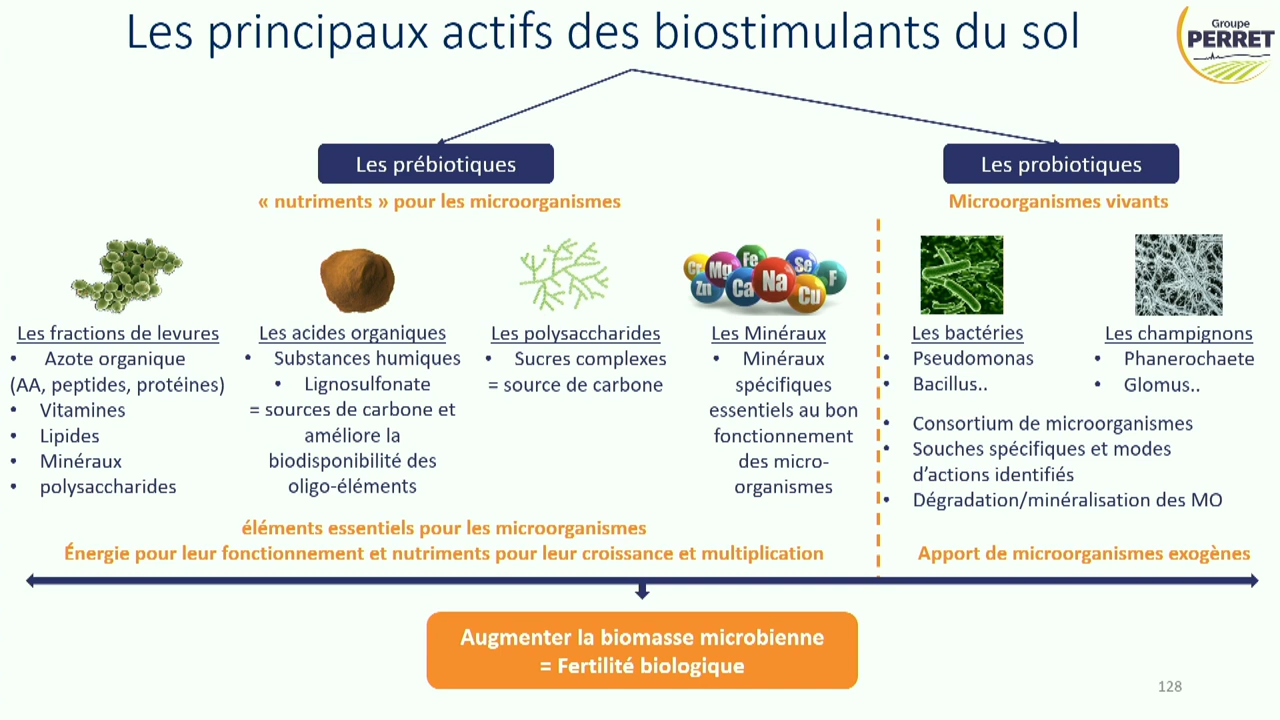 Les principaux actifs des biostimulants du sol
Groupe
PERRET
Les prébiotiques
« nutriments » pour les microorganismes
Les probiotiques
Microorganismes vivants
Cr
Mg
Fe
Zn
Ca
Na
Se
Cu
F
Les fractions de levures
• Azote organique
(AA, peptides, protéines)
• Vitamines
• Lipides
• Minéraux
• polysaccharides
Les acides organiques
• Substances humiques
• Lignosulfonate
= sources de carbone et
améliore la
biodisponibilité des
oligo-éléments
Les polysaccharides
• Sucres complexes
= source de carbone
Les Minéraux
• Minéraux
spécifiques
essentiels au bon
fonctionnement
des micro-
organismes
Les bactéries
• Pseudomonas
• Bacillus..
Les champignons
• Phanerochaete
• Glomus..
• Consortium de microorganismes
• Souches spécifiques et modes
d’actions identifiés
• Dégradation/minéralisation des MO
éléments essentiels pour les microorganismes
Énergie pour leur fonctionnement et nutriments pour leur croissance et multiplication
Apport de microorganismes exogènes
Augmenter la biomasse microbienne
= Fertilité biologique
128